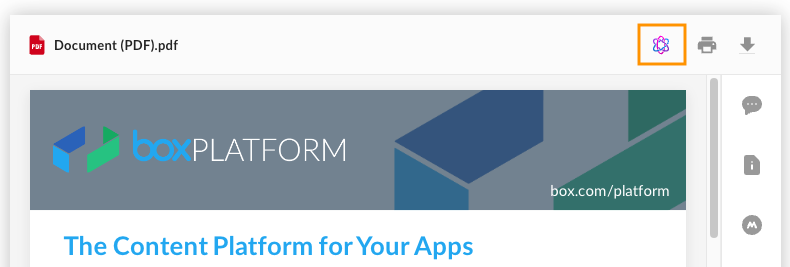 Document (PDF).pdf
PDF
boxPLATFORM
box.com/platform
The Content Platform for Your Apps